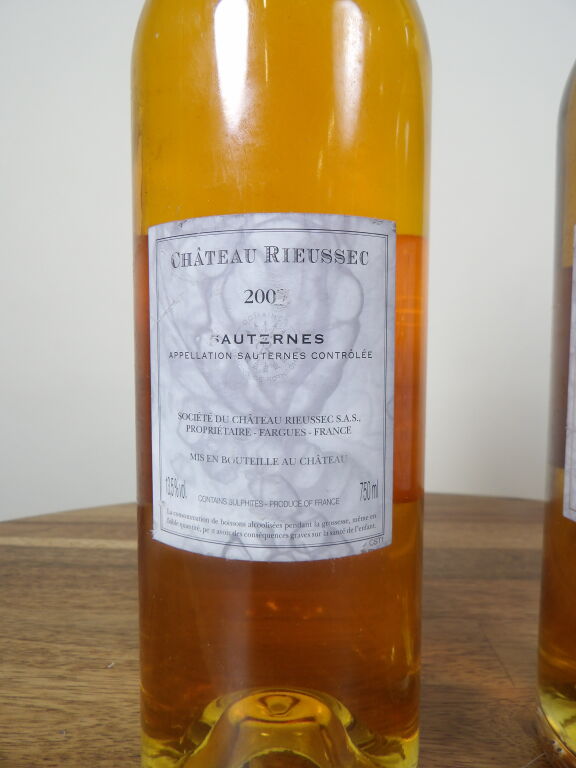 CHÂTEAU RIEUSSEC
SAUTERNES
APPELLATION SAUTERNES CONTRÔLÉE
SOCIÉTÉ DU CHÂTEAU RIEUSSEC S.A.S.,
PROPRIÉTAIRE - FARGUES - FRANCE
MIS EN BOUTEILLE AU CHÂTEAU
13,5% vol.
750 ml
CONTAINS SULPHITES - PRODUCE OF FRANCE
La consommation de boissons alcoolisées pendant la grossesse, même en
faible quantité, peut avoir des conséquences graves sur la santé de l'enfant.